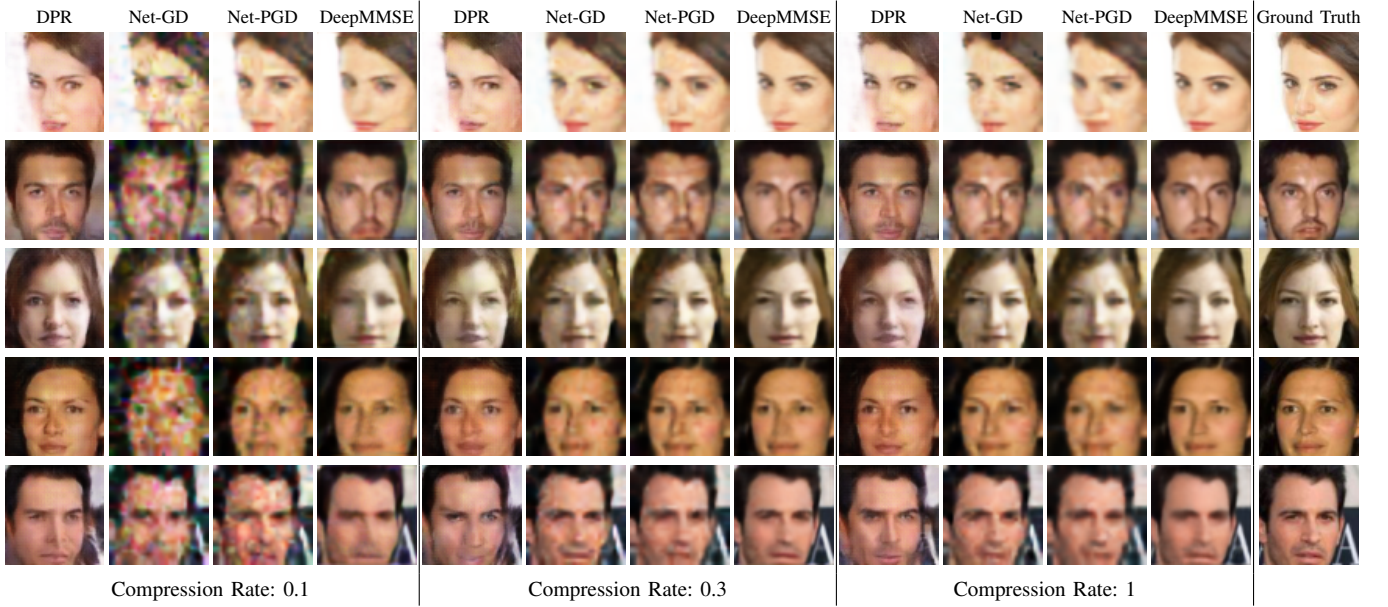 DPR Net-GD Net-PGD DeepMMSE DPR Net-GD Net-PGD DeepMMSE DPR Net-GD Net-PGD DeepMMSE Ground Truth
A
Compression Rate: 0.1 Compression Rate: 0.3 Compression Rate: 1